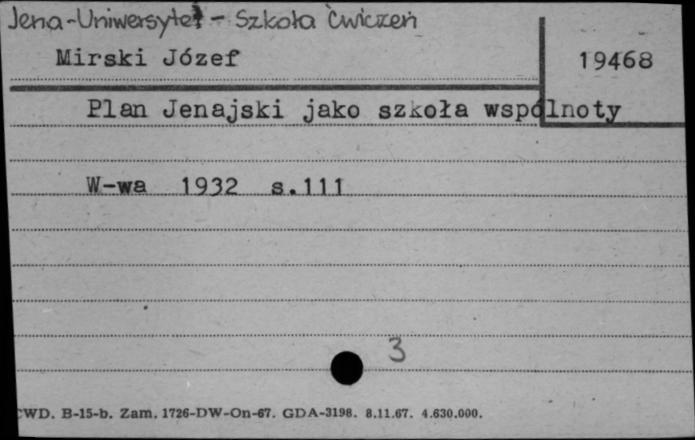 Jena-Uniwersytet - Szkoła Ćwiczeń
Mirski Józef 19468
Plan Jenajski jako szkoła wspólnoty
W-wa 1932 s.111
3
CWD. B-15-b. Zam. 1726-DW-On-67. GDA-3198. 8.11.67. 4.630.000.